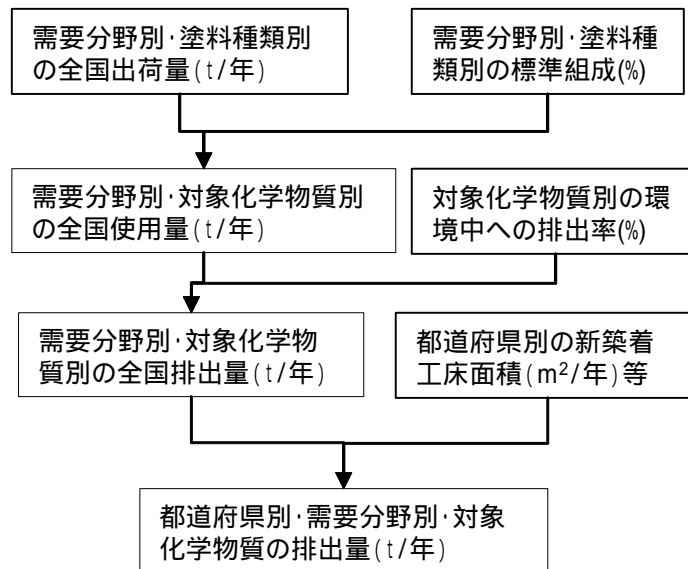 需要分野別・塗料種類別
の全国出荷量(t/年)
需要分野別・塗料種
類別の標準組成(%)
需要分野別・対象化学物質別
の全国使用量(t/年)
対象化学物質別の環
境中への排出率(%)
需要分野別・対象化学物
質別の全国排出量(t/年)
都道府県別の新築着
工床面積(m²/年)等
都道府県別・需要分野別・対象
化学物質の排出量(t/年)